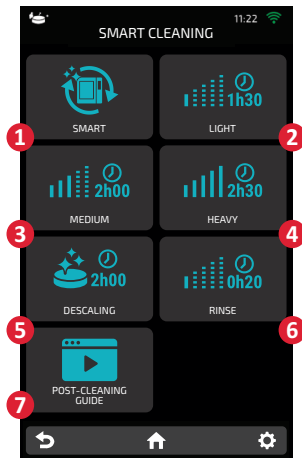 11:22
SMART CLEANING
1h30
SMART
LIGHT
1
2
2h00
2h30
MEDIUM
HEAVY
3
4
2h00
0h20
DESCALING
RINSE
5
6
POST-CLEANING
GUIDE
7